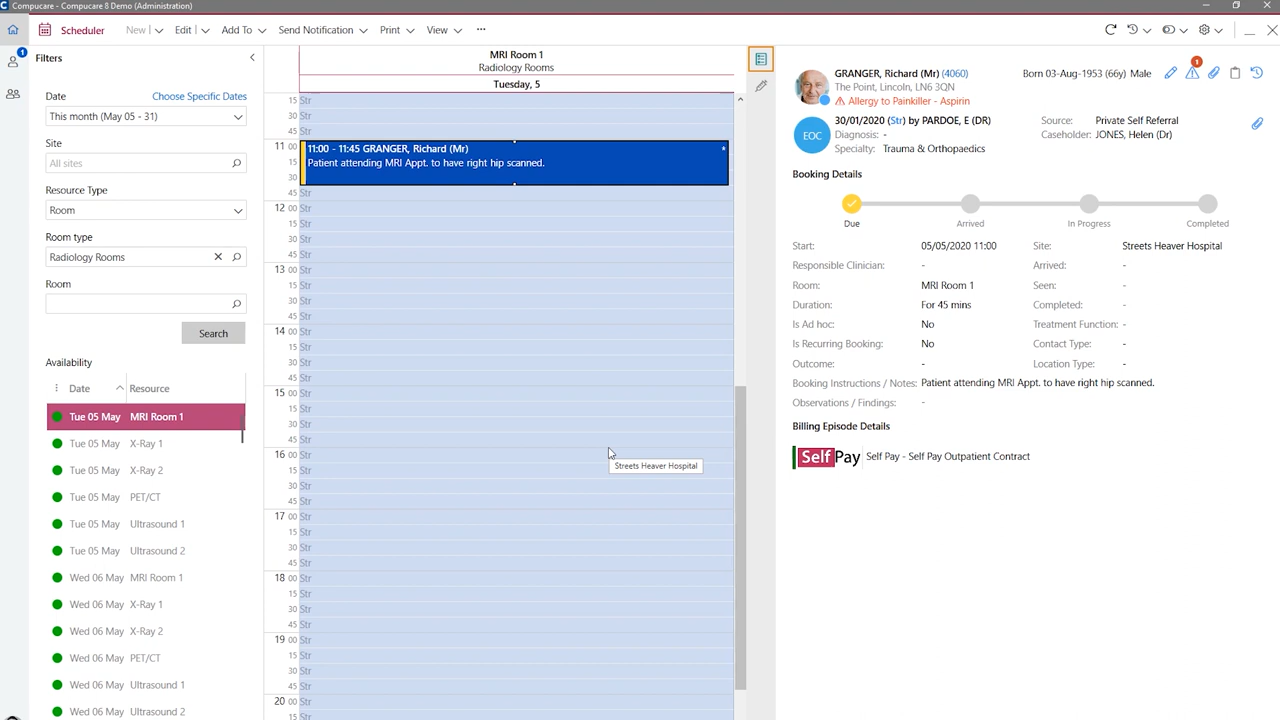 Compucare - Compucare 8 Demo (Administration)
Scheduler
New
Edit
Add To
Send Notification
Print
View
1
Filters
Date
Choose Specific Dates
This month (May 05 - 31)
Site
All sites
Resource Type
Room
Room type
Radiology Rooms
Room
Search
Availability
Date Resource
Tue 05 May MRI Room 1
Tue 05 May X-Ray 1
Tue 05 May X-Ray 2
Tue 05 May PET/CT
Tue 05 May Ultrasound 1
Tue 05 May Ultrasound 2
Wed 06 May MRI Room 1
Wed 06 May X-Ray 1
Wed 06 May X-Ray 2
Wed 06 May PET/CT
Wed 06 May Ultrasound 1
Wed 06 May Ultrasound 2
MRI Room 1
Radiology Rooms
Tuesday, 5
15 Str
30 Str
45 Str
11 00
11:00 - 11:45 GRANGER, Richard (Mr)
15
Patient attending MRI Appt. to have right hip scanned.
30
45 Str
12 00 Str
15 Str
30 Str
45 Str
13 00 Str
15 Str
30 Str
45 Str
14 00 Str
15 Str
30 Str
45 Str
15 00 Str
15 Str
30 Str
45 Str
16 00 Str
Streets Heaver Hospital
15 Str
30 Str
45 Str
17 00 Str
15 Str
30 Str
45 Str
18 00 Str
15 Str
30 Str
45 Str
19 00 Str
15 Str
30 Str
45 Str
20 00 Str
15 Str
GRANGER, Richard (Mr) (4060)
Born 03-Aug-1953 (66y) Male
1
The Point, Lincoln, LN6 3QN
Allergy to Painkiller - Aspirin
EOC
30/01/2020 (Str) by PARDOE, E (DR)
Source: Private Self Referral
Diagnosis: -
Caseholder: JONES, Helen (Dr)
Specialty: Trauma & Orthopaedics
Booking Details
Due
Arrived
In Progress
Completed
Start: 05/05/2020 11:00
Site: Streets Heaver Hospital
Responsible Clinician: -
Arrived: -
Room: MRI Room 1
Seen: -
Duration: For 45 mins
Completed: -
Is Ad hoc: No
Treatment Function: -
Is Recurring Booking: No
Contact Type: -
Outcome: -
Location Type: -
Booking Instructions / Notes: Patient attending MRI Appt. to have right hip scanned.
Observations / Findings: -
Billing Episode Details
Self Pay Self Pay - Self Pay Outpatient Contract